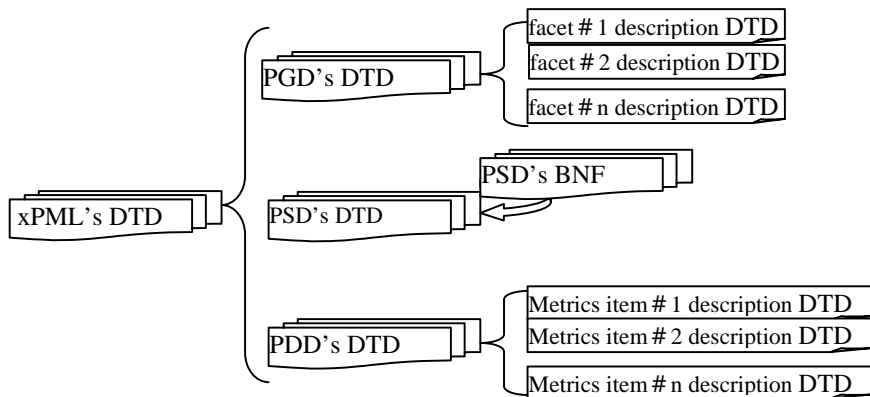 facet # 1 description DTD
PGD's DTD
facet # 2 description DTD
facet # n description DTD
PSD's BNF
xPML's DTD
PSD's DTD
Metrics item # 1 description DTD
PDD's DTD
Metrics item # 2 description DTD
Metrics item # n description DTD